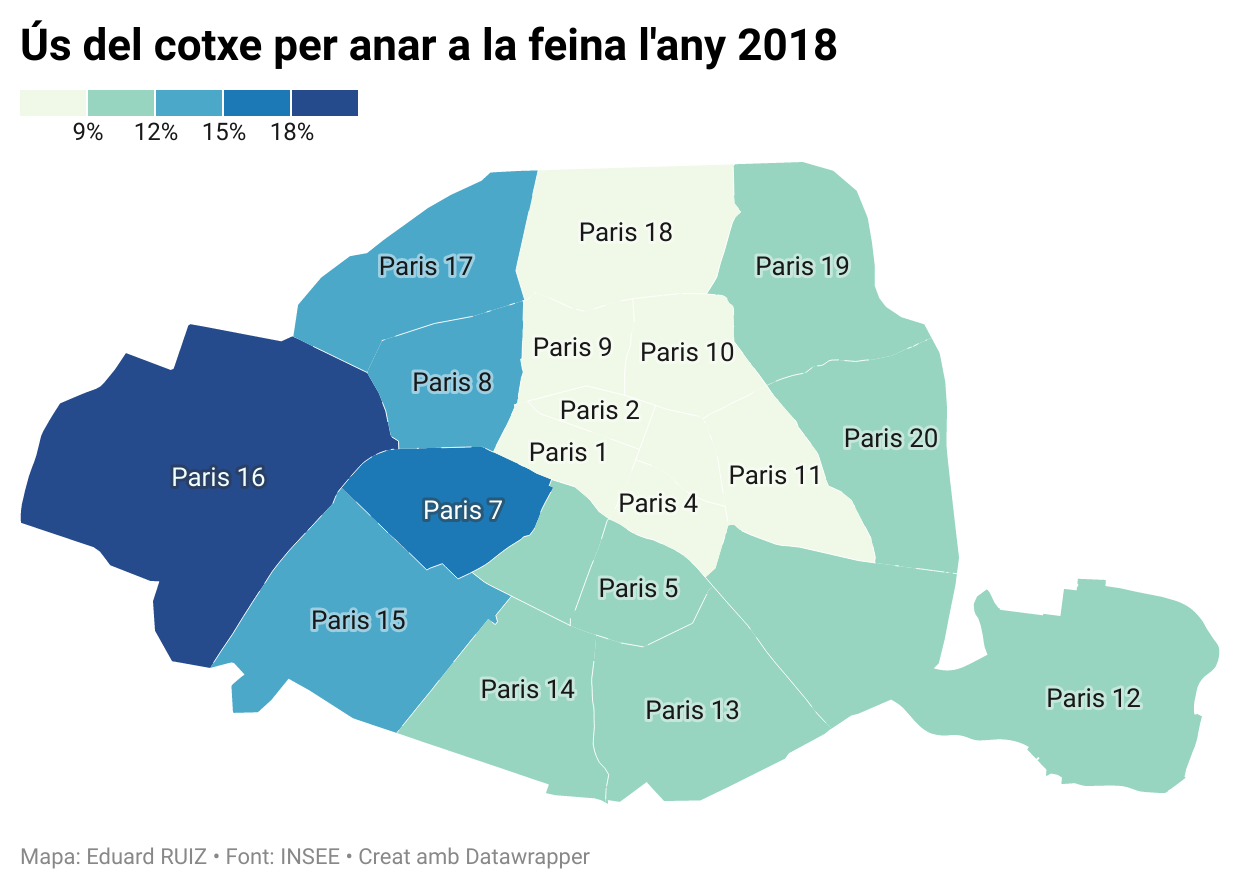 Ús del cotxe per anar a la feina l'any 2018
9% 12% 15% 18%
Paris 18
Paris 17
Paris 19
Paris 9
Paris 10
Paris 8
Paris 2
Paris 20
Paris 1
Paris 11
Paris 16
Paris 4
Paris 7
Paris 5
Paris 15
Paris 14
Paris 12
Paris 13
Mapa: Eduard RUIZ • Font: INSEE • Creat amb Datawrapper